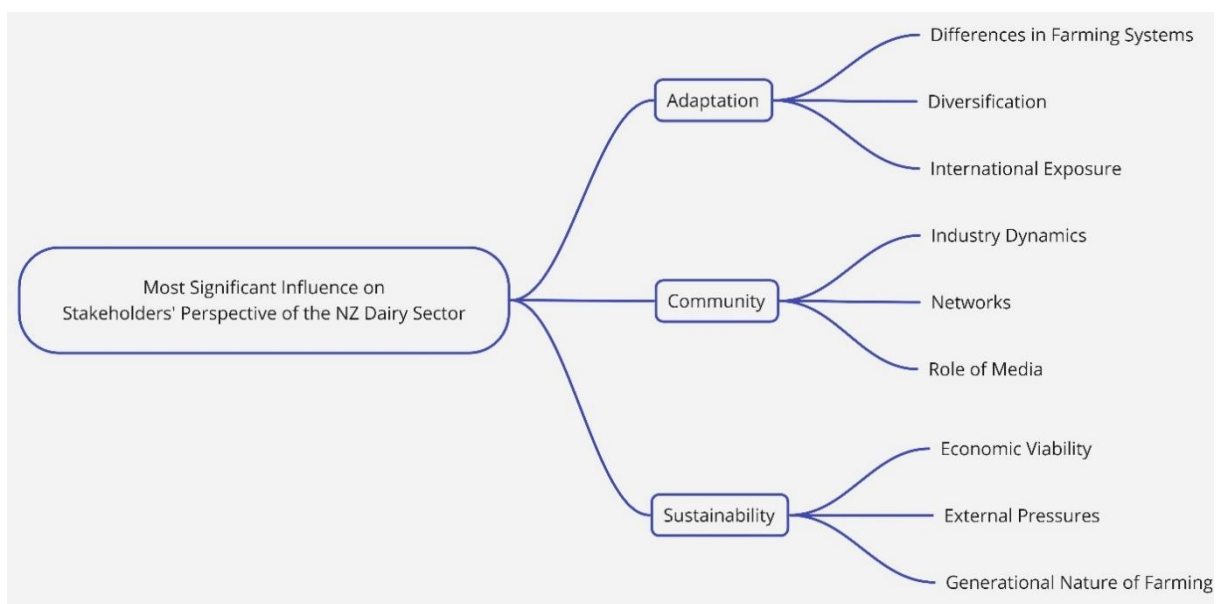 Most Significant Influence on
Stakeholders' Perspective of the NZ Dairy Sector
Adaptation
Differences in Farming Systems
Diversification
International Exposure
Community
Industry Dynamics
Networks
Role of Media
Sustainability
Economic Viability
External Pressures
Generational Nature of Farming